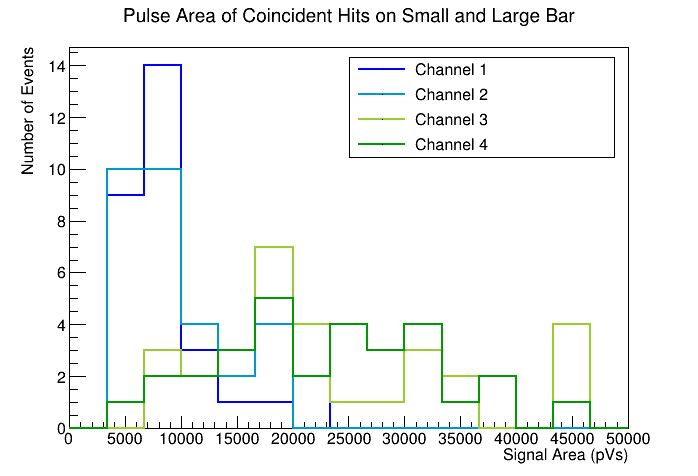 Pulse Area of Coincident Hits on Small and Large Bar
Number of Events
14
12
10
8
6
4
2
0
Channel 1
Channel 2
Channel 3
Channel 4
0 5000 10000 15000 20000 25000 30000 35000 40000 45000 50000
Signal Area (pVs)